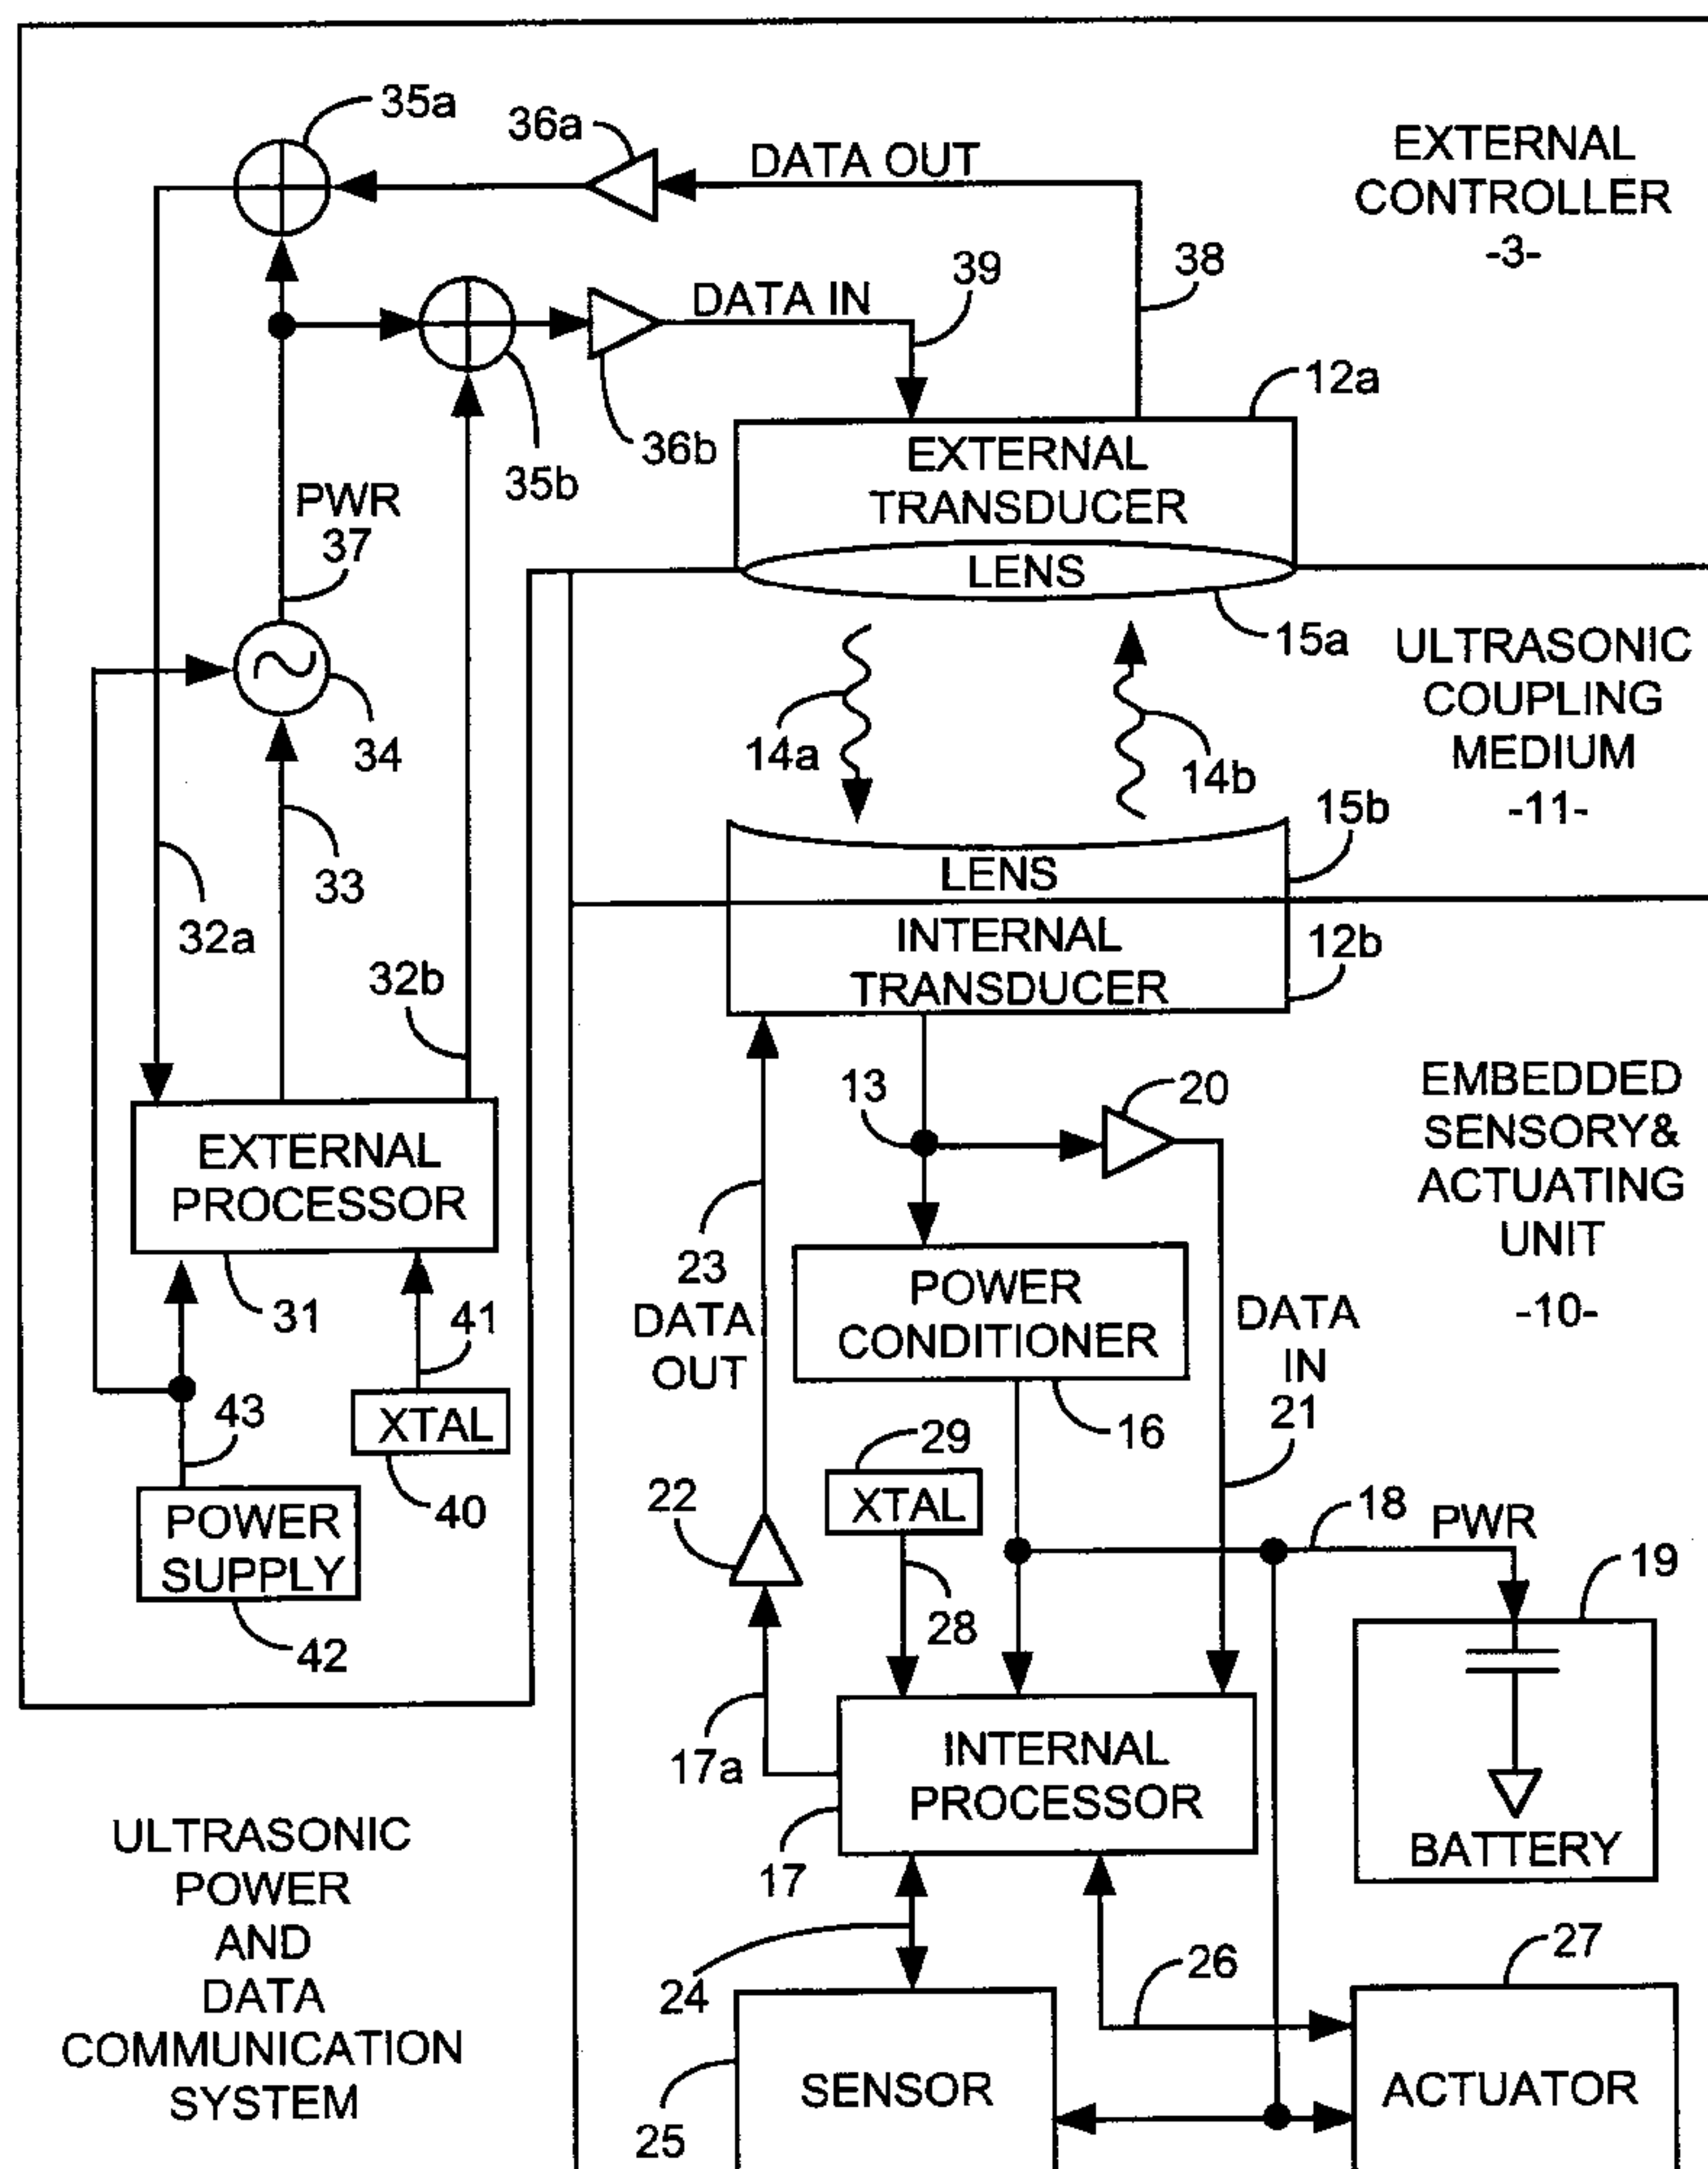 35a
36a
DATA OUT
EXTERNAL
CONTROLLER
-3-
38
39
DATA IN
12a
36b
35b
EXTERNAL
TRANSDUCER
PWR
37
LENS
15a
ULTRASONIC
COUPLING
MEDIUM
-11-
34
14a
14b
15b
33
LENS
32a
INTERNAL
TRANSDUCER
12b
32b
13
20
EMBEDDED
SENSORY&
ACTUATING
UNIT
-10-
EXTERNAL
PROCESSOR
23
DATA
OUT
POWER
CONDITIONER
DATA
IN
21
31
41
43
XTAL
16
29
40
22
XTAL
18
PWR
19
POWER
SUPPLY
28
42
17a
INTERNAL
PROCESSOR
BATTERY
17
ULTRASONIC
POWER
AND
DATA
COMMUNICATION
SYSTEM
24
26
27
25
SENSOR
ACTUATOR